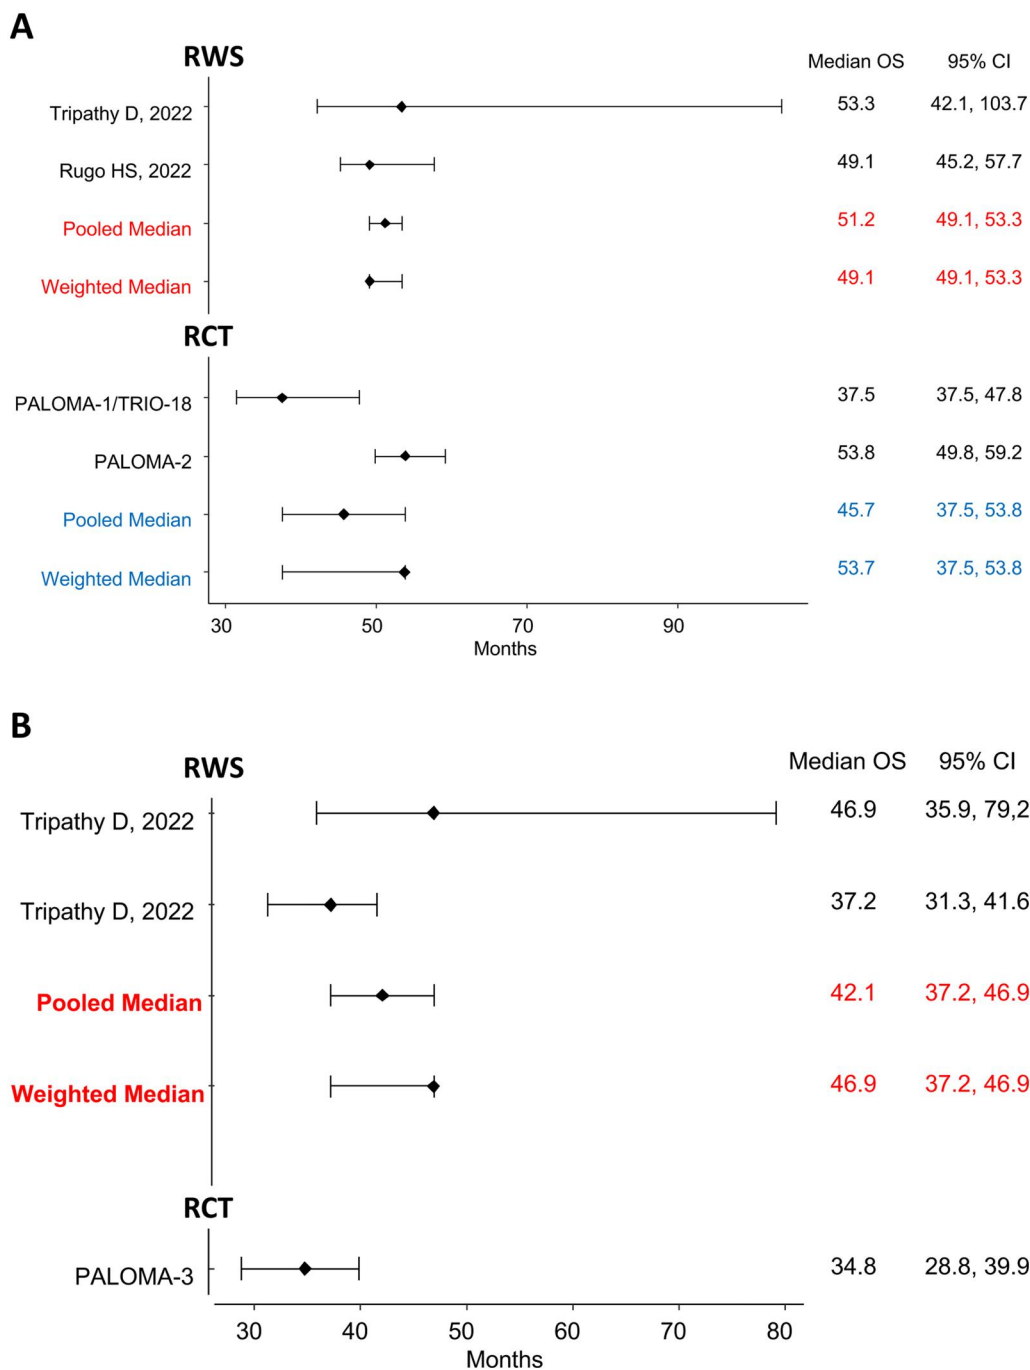 A
RWS
Median OS 95% CI
Tripathy D, 2022 53.3 42.1, 103.7
Rugo HS, 2022 49.1 45.2, 57.7
Pooled Median 51.2 49.1, 53.3
Weighted Median 49.1 49.1, 53.3
RCT
PALOMA-1/TRIO-18 37.5 37.5, 47.8
PALOMA-2 53.8 49.8, 59.2
Pooled Median 45.7 37.5, 53.8
Weighted Median 53.7 37.5, 53.8
30 50 70 90
Months
B
RWS
Median OS 95% CI
Tripathy D, 2022 46.9 35.9, 79,2
Tripathy D, 2022 37.2 31.3, 41.6
Pooled Median 42.1 37.2, 46.9
Weighted Median 46.9 37.2, 46.9
RCT
PALOMA-3 34.8 28.8, 39.9
30 40 50 60 70 80
Months